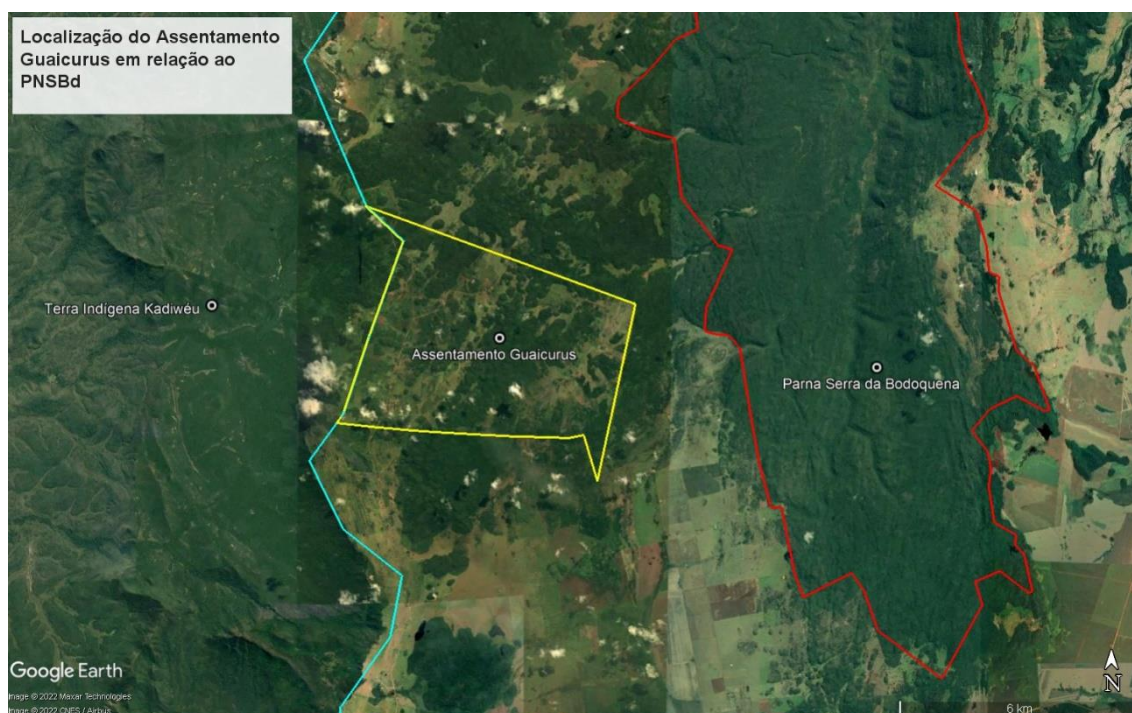 Localização do Assentamento
Guaicurus em relação ao
PNSBd
Terra Indígena Kadiwéu
Assentamento Guaicurus
Parna Serra da Bodoquena
Google Earth
Image © 2022 Maxar Technologies
Image © 2022 CNES / Airbus
N
6 km